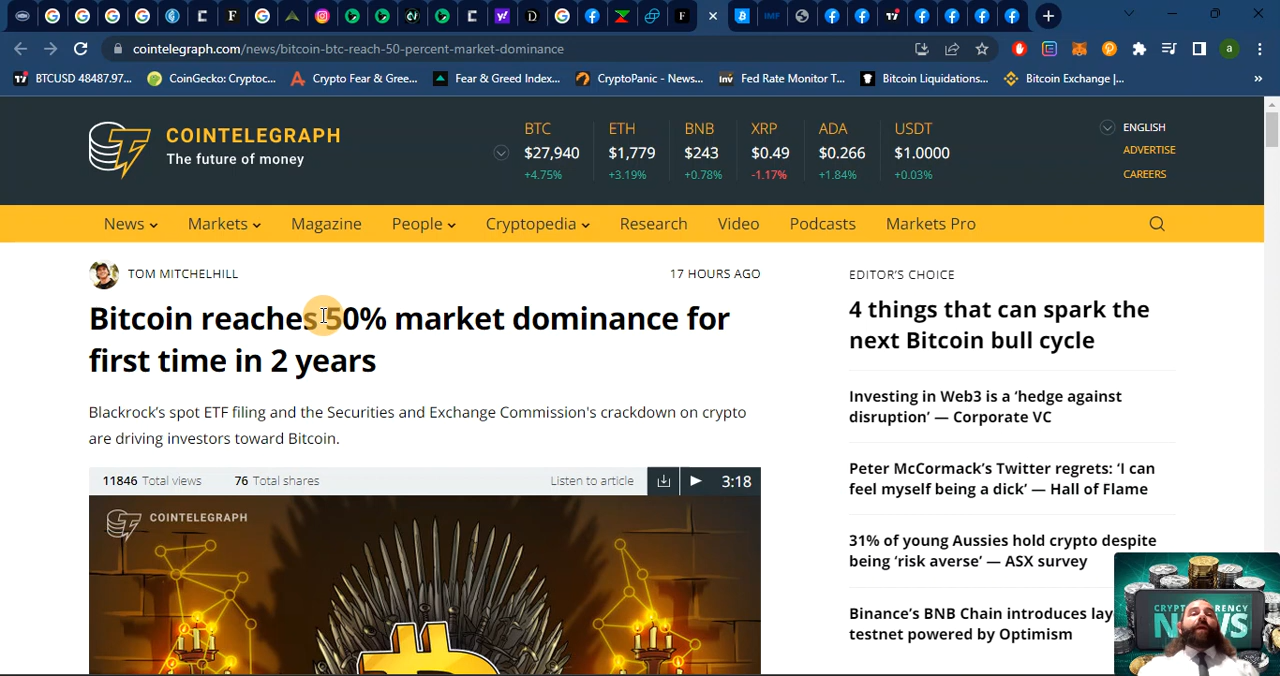 cointelegraph.com/news/bitcoin-btc-reach-50-percent-market-dominance
BTCUSD 48487.97...
CoinGecko: Cryptoc...
Crypto Fear & Gree...
Fear & Greed Index...
CryptoPanic - News...
Fed Rate Monitor T...
Bitcoin Liquidations...
Bitcoin Exchange |...
COINTELEGRAPH
The future of money
BTC
$27,940
+4.75%
ETH
$1,779
+3.19%
BNB
$243
+0.78%
XRP
$0.49
-1.17%
ADA
$0.266
+1.84%
USDT
$1.0000
+0.03%
ENGLISH
ADVERTISE
CAREERS
News
Markets
Magazine
People
Cryptopedia
Research
Video
Podcasts
Markets Pro
TOM MITCHELHILL
17 HOURS AGO
Bitcoin reaches 50% market dominance for
first time in 2 years
Blackrock's spot ETF filing and the Securities and Exchange Commission's crackdown on crypto
are driving investors toward Bitcoin.
11846 Total views
76 Total shares
Listen to article
3:18
COINTELEGRAPH
EDITOR'S CHOICE
4 things that can spark the
next Bitcoin bull cycle
Investing in Web3 is a 'hedge against
disruption' — Corporate VC
Peter McCormack's Twitter regrets: 'I can
feel myself being a dick' — Hall of Flame
31% of young Aussies hold crypto despite
being 'risk averse' — ASX survey
Binance's BNB Chain introduces lay
testnet powered by Optimism
NEWS